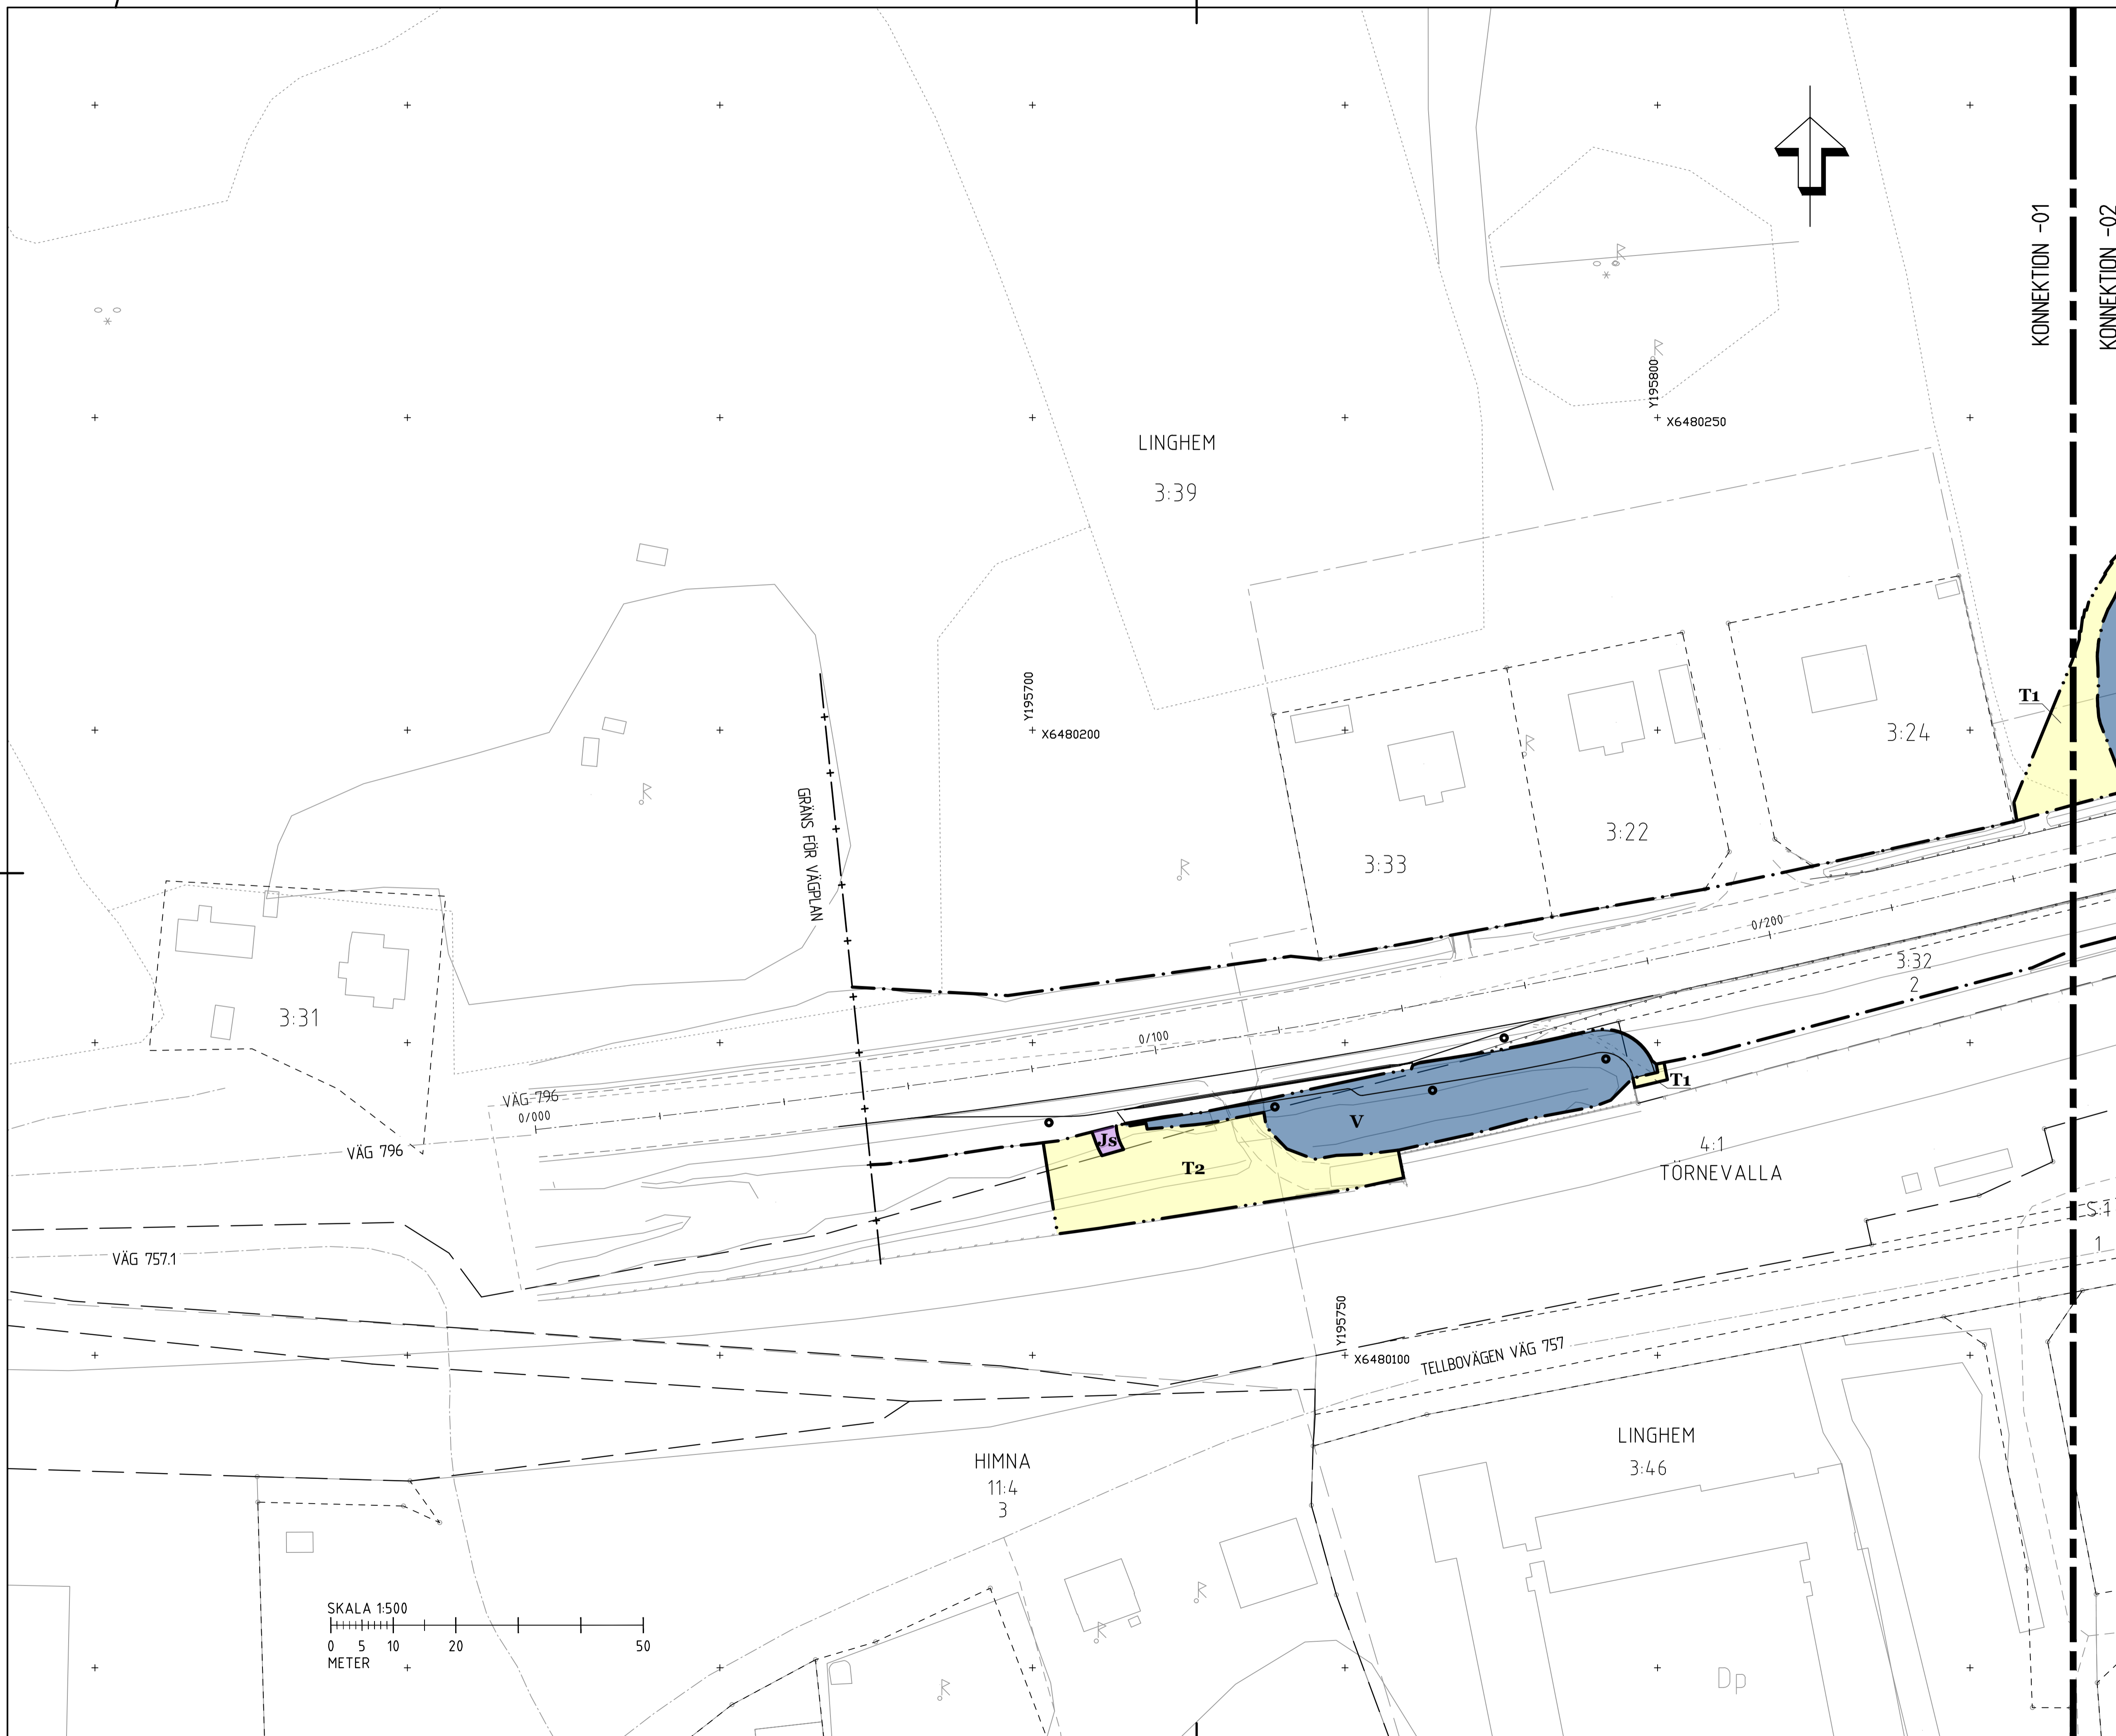 KONNEKTION -01
KONNEKTION -02
Y195800
X6480250
LINGHEM
3:39
Y195700
X6480200
T1
3:24
3:22
3:33
GRÄNS FÖR VÄGPLAN
0/200
3:32
2
3:31
0/100
VÄG 796
0/000
T1
Js
V
T2
VÄG 796
4:1
TÖRNEVALLA
S:1
1
VÄG 757.1
Y195750
X6480100
TELLBOVÄGEN VÄG 757
LINGHEM
3:46
HIMNA
11:4
3
SKALA 1:500
0 5 10 20 50
METER
Dp